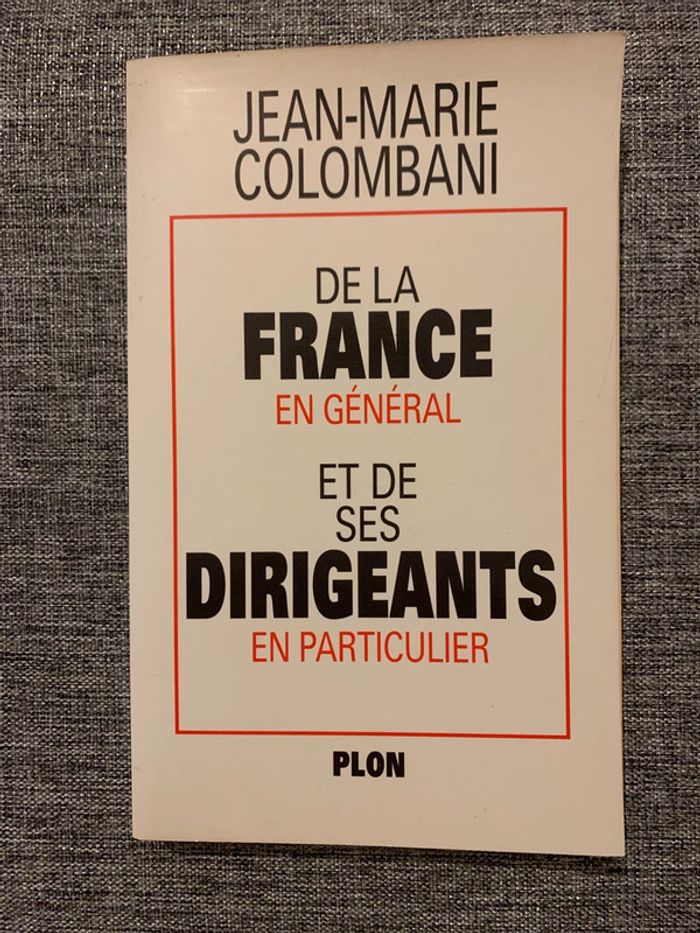 JEAN-MARIE
COLOMBANI
DE LA
FRANCE
EN GÉNÉRAL
ET DE
SES
DIRIGEANTS
EN PARTICULIER
PLON